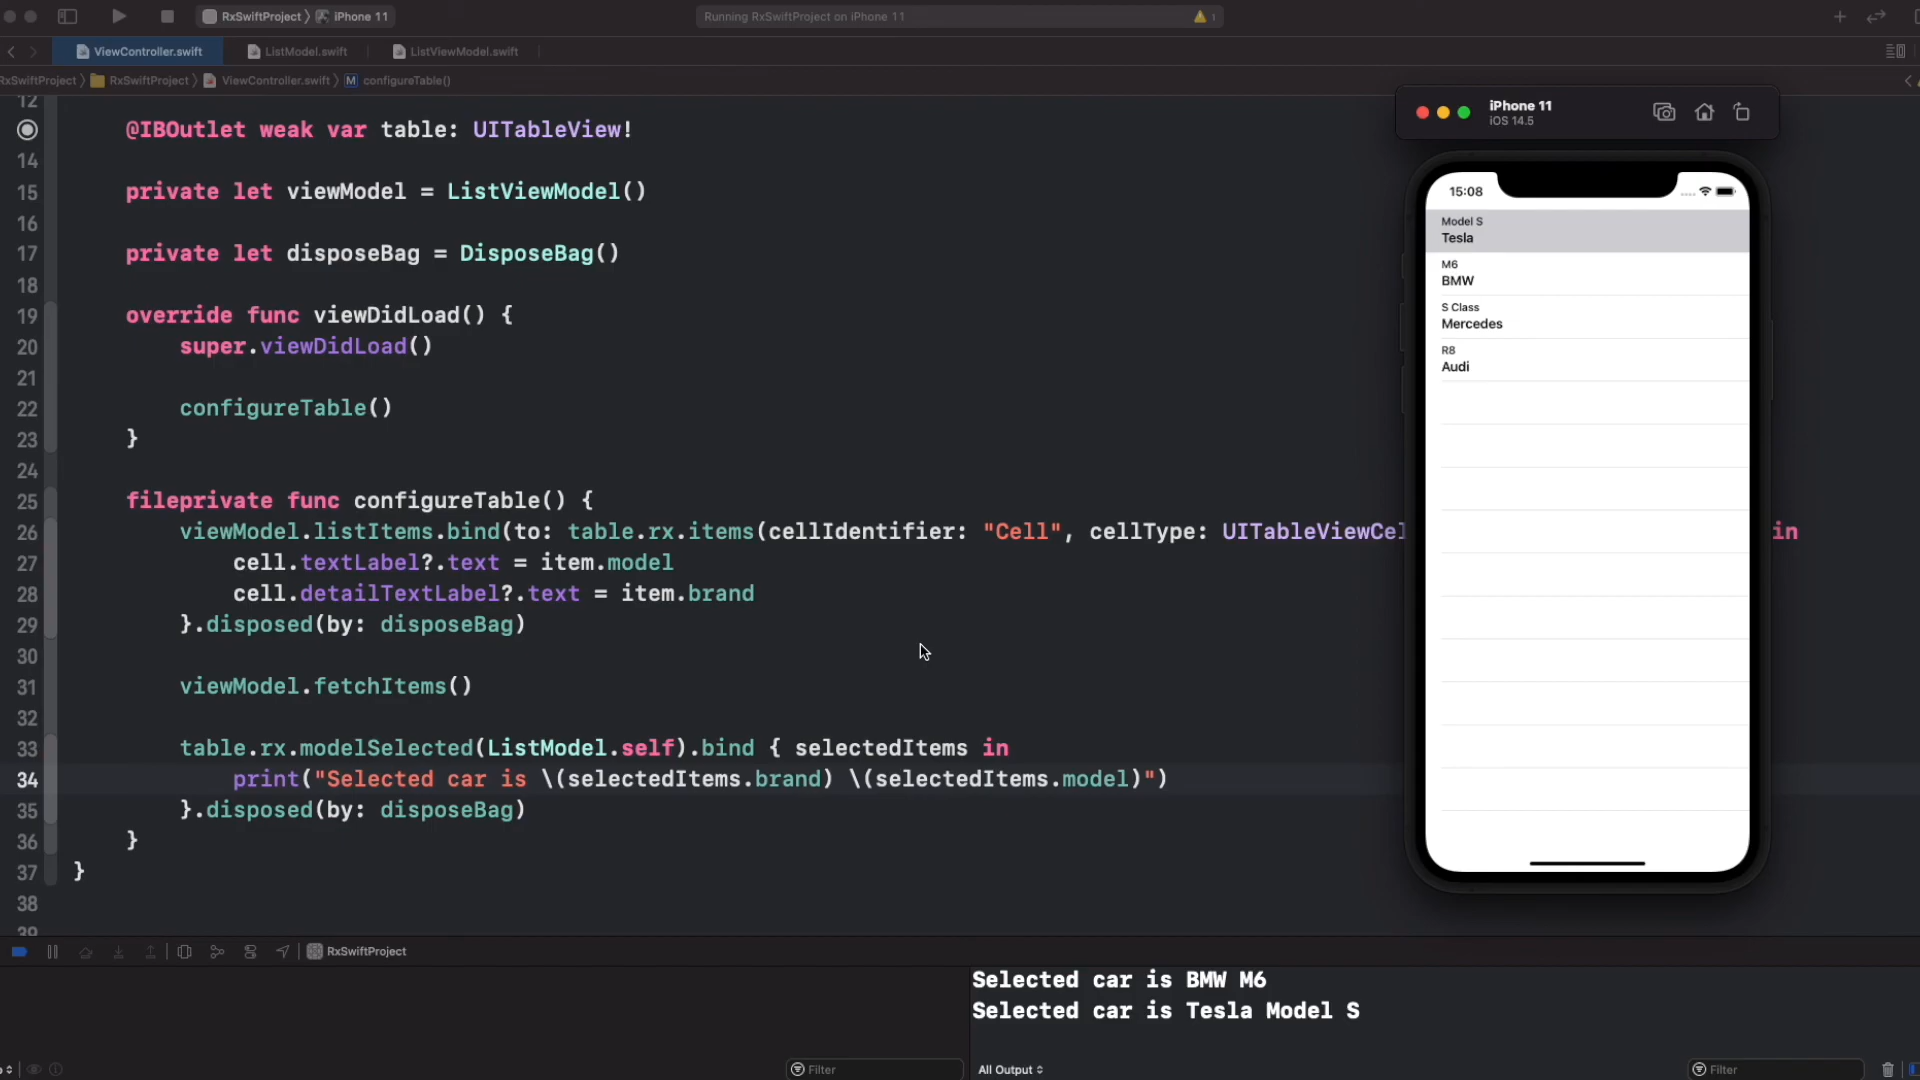 RxSwiftProject iPhone 11
Running RxSwiftProject on iPhone 11
1
ViewController.swift ListModel.swift ListViewModel.swift
RxSwiftProject RxSwiftProject ViewController.swift M configureTable()
12
@IBOutlet weak var table: UITableView!
14
15 private let viewModel = ListViewModel()
16
17 private let disposeBag = DisposeBag()
18
19 override func viewDidLoad() {
20 super.viewDidLoad()
21
22 configureTable()
23 }
24
25 fileprivate func configureTable() {
26 viewModel.listItems.bind(to: table.rx.items(cellIdentifier: "Cell", cellType: UITableViewCel in
27 cell.textLabel?.text = item.model
28 cell.detailTextLabel?.text = item.brand
29 }.disposed(by: disposeBag)
30
31 viewModel.fetchItems()
32
33 table.rx.modelSelected(ListModel.self).bind { selectedItems in
34 print("Selected car is \(selectedItems.brand) \(selectedItems.model)")
35 }.disposed(by: disposeBag)
36 }
37 }
38
39
iPhone 11
iOS 14.5
15:08
Model S
Tesla
M6
BMW
S Class
Mercedes
R8
Audi
RxSwiftProject
Selected car is BMW M6
Selected car is Tesla Model S
Filter
All Output
Filter